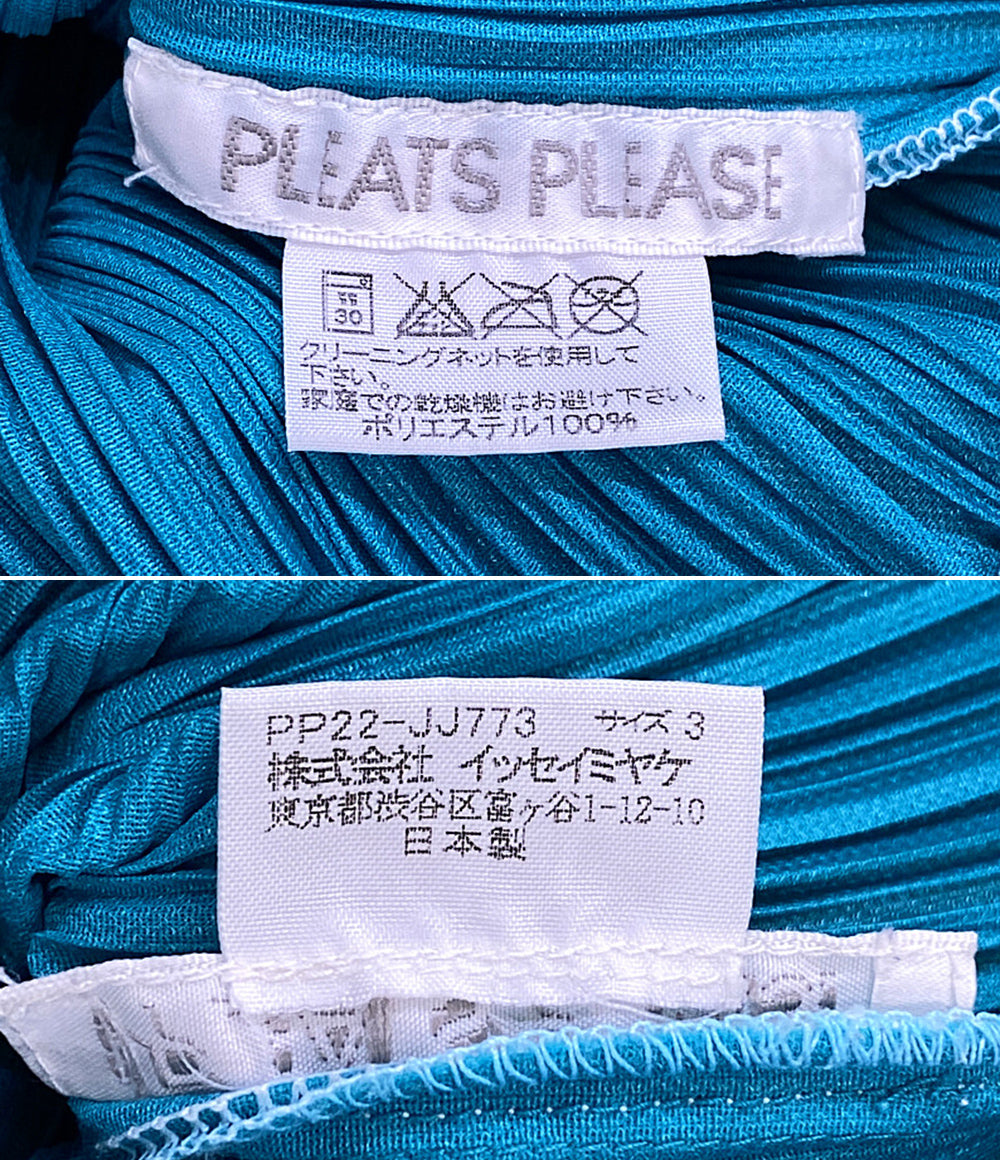 PLEATS PLEASE
弱
30
クリーニングネットを使用して
下さい。
家庭での乾燥機はお避け下さい。
ポリエステル100%
PP22-JJ773 サイズ 3
株式会社 イッセイミヤケ
東京都渋谷区富ヶ谷1-12-10
日本製